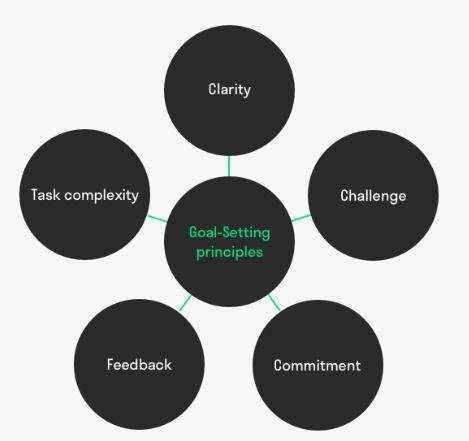 Clarity
Task complexity
Challenge
Goal-Setting
principles
Feedback
Commitment